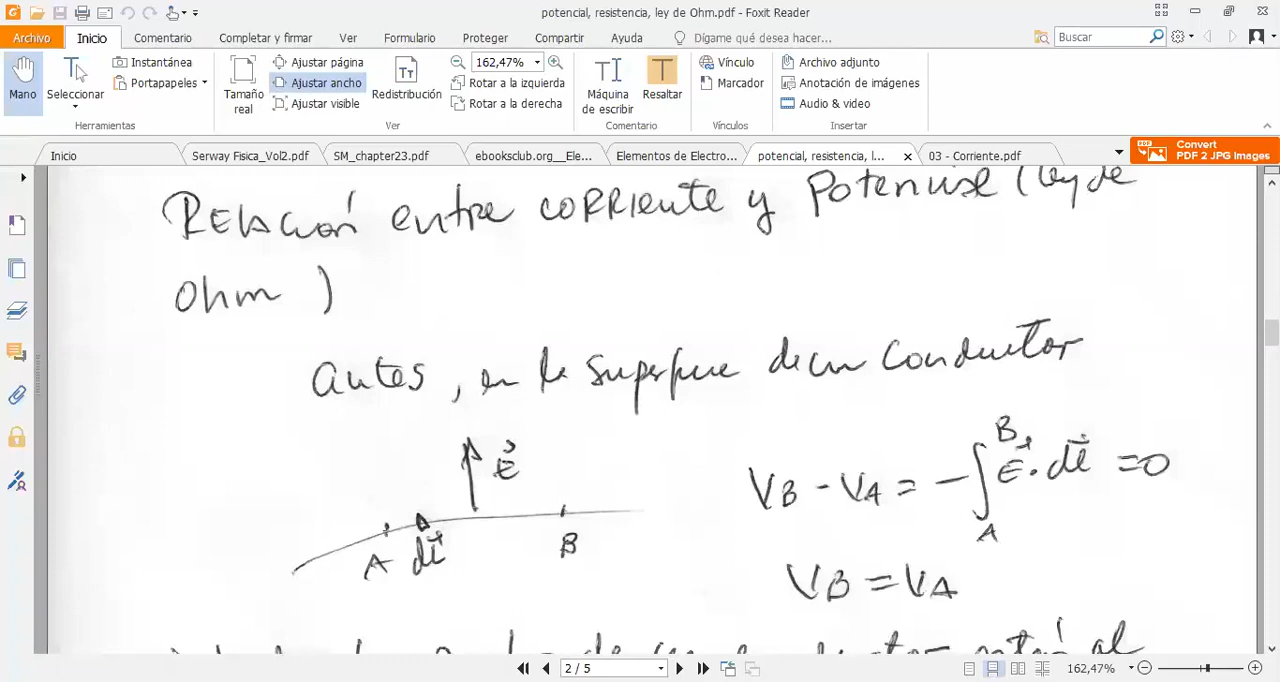 potencial, resistencia, ley de Ohm.pdf - Foxit Reader
Archivo Inicio Comentario Completar y firmar Ver Formulario Proteger Compartir Ayuda Dígame qué desea hacer... Buscar
Mano
Seleccionar
Instantánea
Portapapeles
Herramientas
Tamaño real
Ajustar página
Ajustar ancho
Ajustar visible
Redistribución
162,47%
Rotar a la izquierda
Rotar a la derecha
Ver
Máquina de escribir
Resaltar
Comentario
Vínculo
Marcador
Vínculos
Archivo adjunto
Anotación de imágenes
Audio & video
Insertar
Inicio Serway Fisica_Vol2.pdf SM_chapter23.pdf ebooksclub.org__Ele... Elementos de Electro... potencial, resistencia, l... 03 - Corriente.pdf
Convert
PDF 2 JPG Images
Relación entre corriente y Potencial (ley de
Ohm )
Antes, en la superficie de un conductor
E
A dl B
VB - VA = - ∫ A B E . dl = 0
VB = VA
al
2 / 5 162,47%